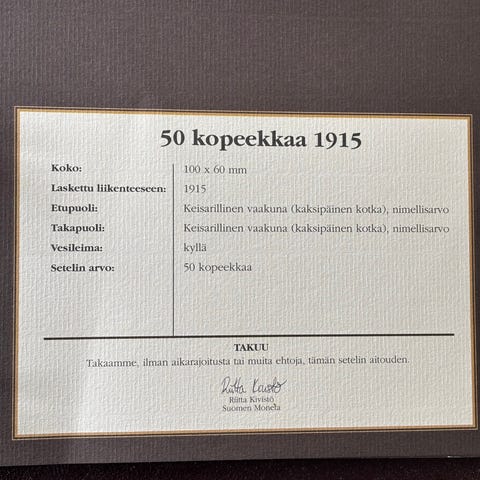 50 kopeekkaa 1915
Koko: 100 x 60 mm
Laskettu liikenteeseen: 1915
Etupuoli: Keisarillinen vaakuna (kaksipäinen kotka), nimellisarvo
Takapuoli: Keisarillinen vaakuna (kaksipäinen kotka), nimellisarvo
Vesileima: kyllä
Setelin arvo: 50 kopeekkaa
TAKUU
Takaamme, ilman aikarajoitusta tai muita ehtoja, tämän setelin aitouden.
Riitta Kivistö
Suomen Moneta